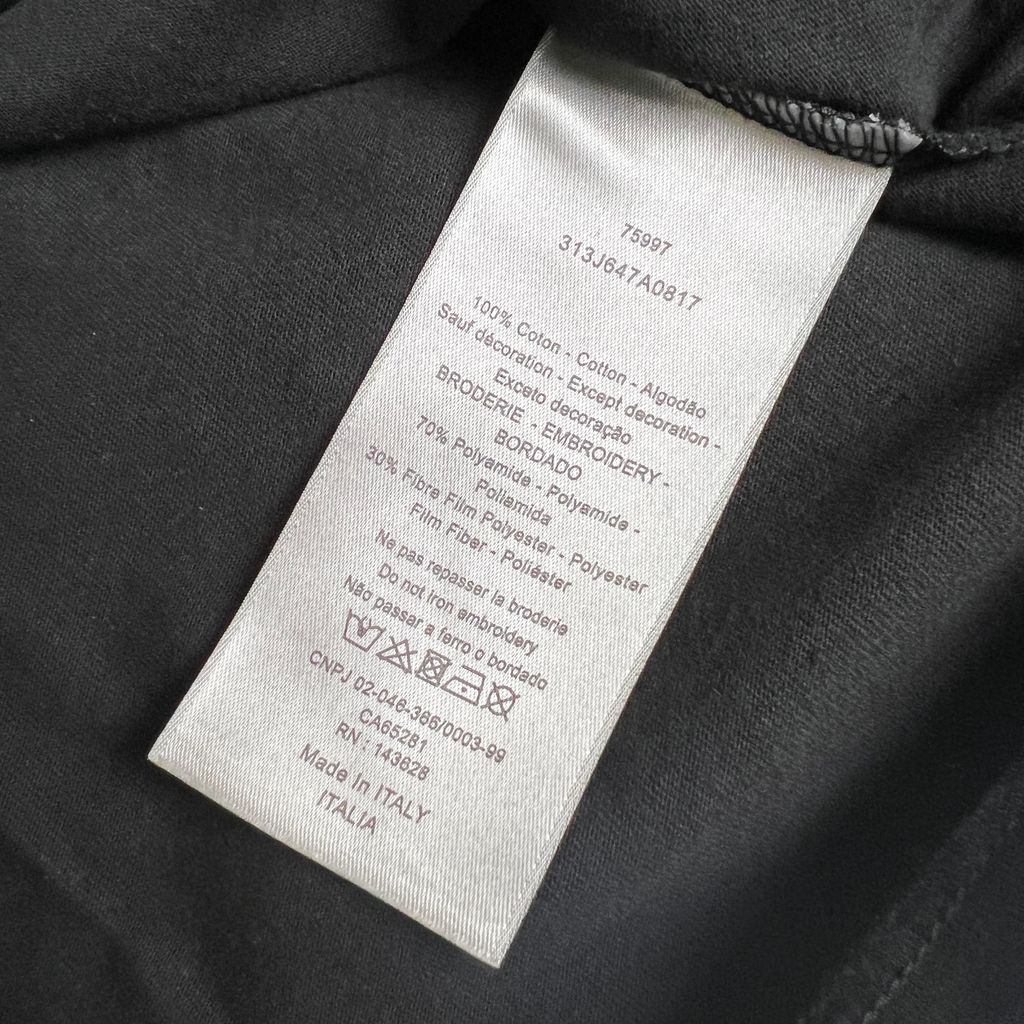 75997
313J647A0817
100% Coton - Cotton - Algodão
Sauf décoration - Except decoration -
Exceto decoração
BRODERIE - EMBROIDERY -
BORDADO
70% Polyamide - Polyamide -
Poliamida
30% Fibre Film Polyester - Polyester
Film Fiber - Poliéster
Ne pas repasser la broderie
Do not iron embroidery
Não passar a ferro o bordado
CNPJ 02-046-366/0003-99
CA65281
RN : 143628
Made In ITALY
ITALIA